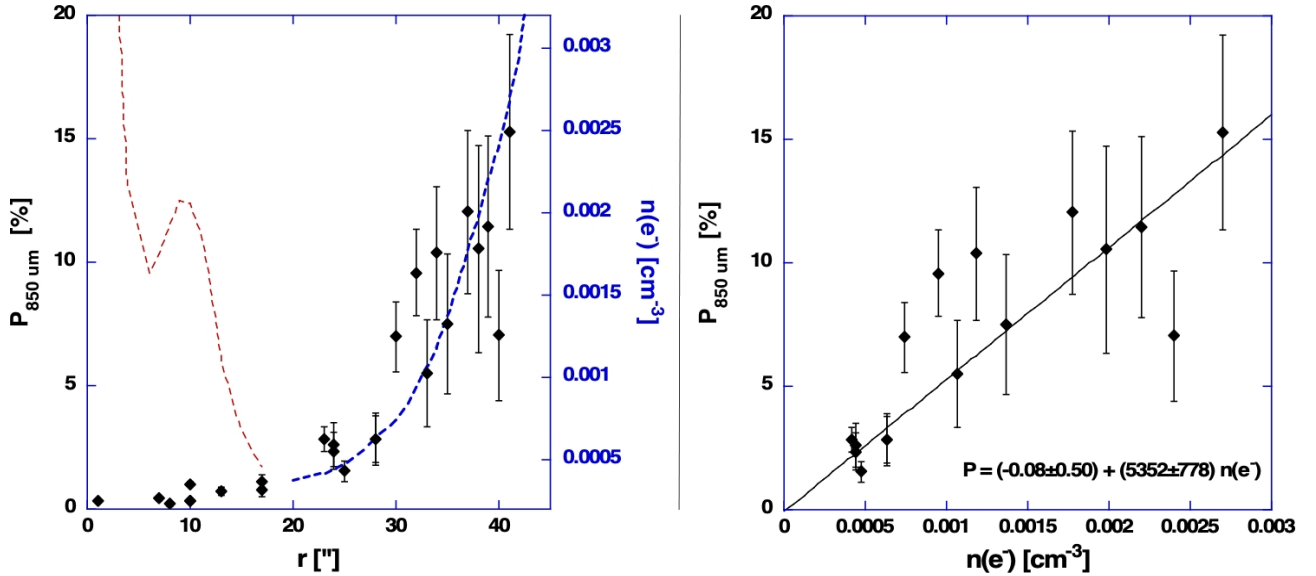 20
15
10
5
0
P850 um [%]
0 10 20 30 40
r ["]
0.003
0.0025
0.002
0.0015
0.001
0.0005
n(e-) [cm-3]
20
15
10
5
0
P850 um [%]
P = (-0.08±0.50) + (5352±778) n(e-)
0 0.0005 0.001 0.0015 0.002 0.0025 0.003
n(e-) [cm-3]